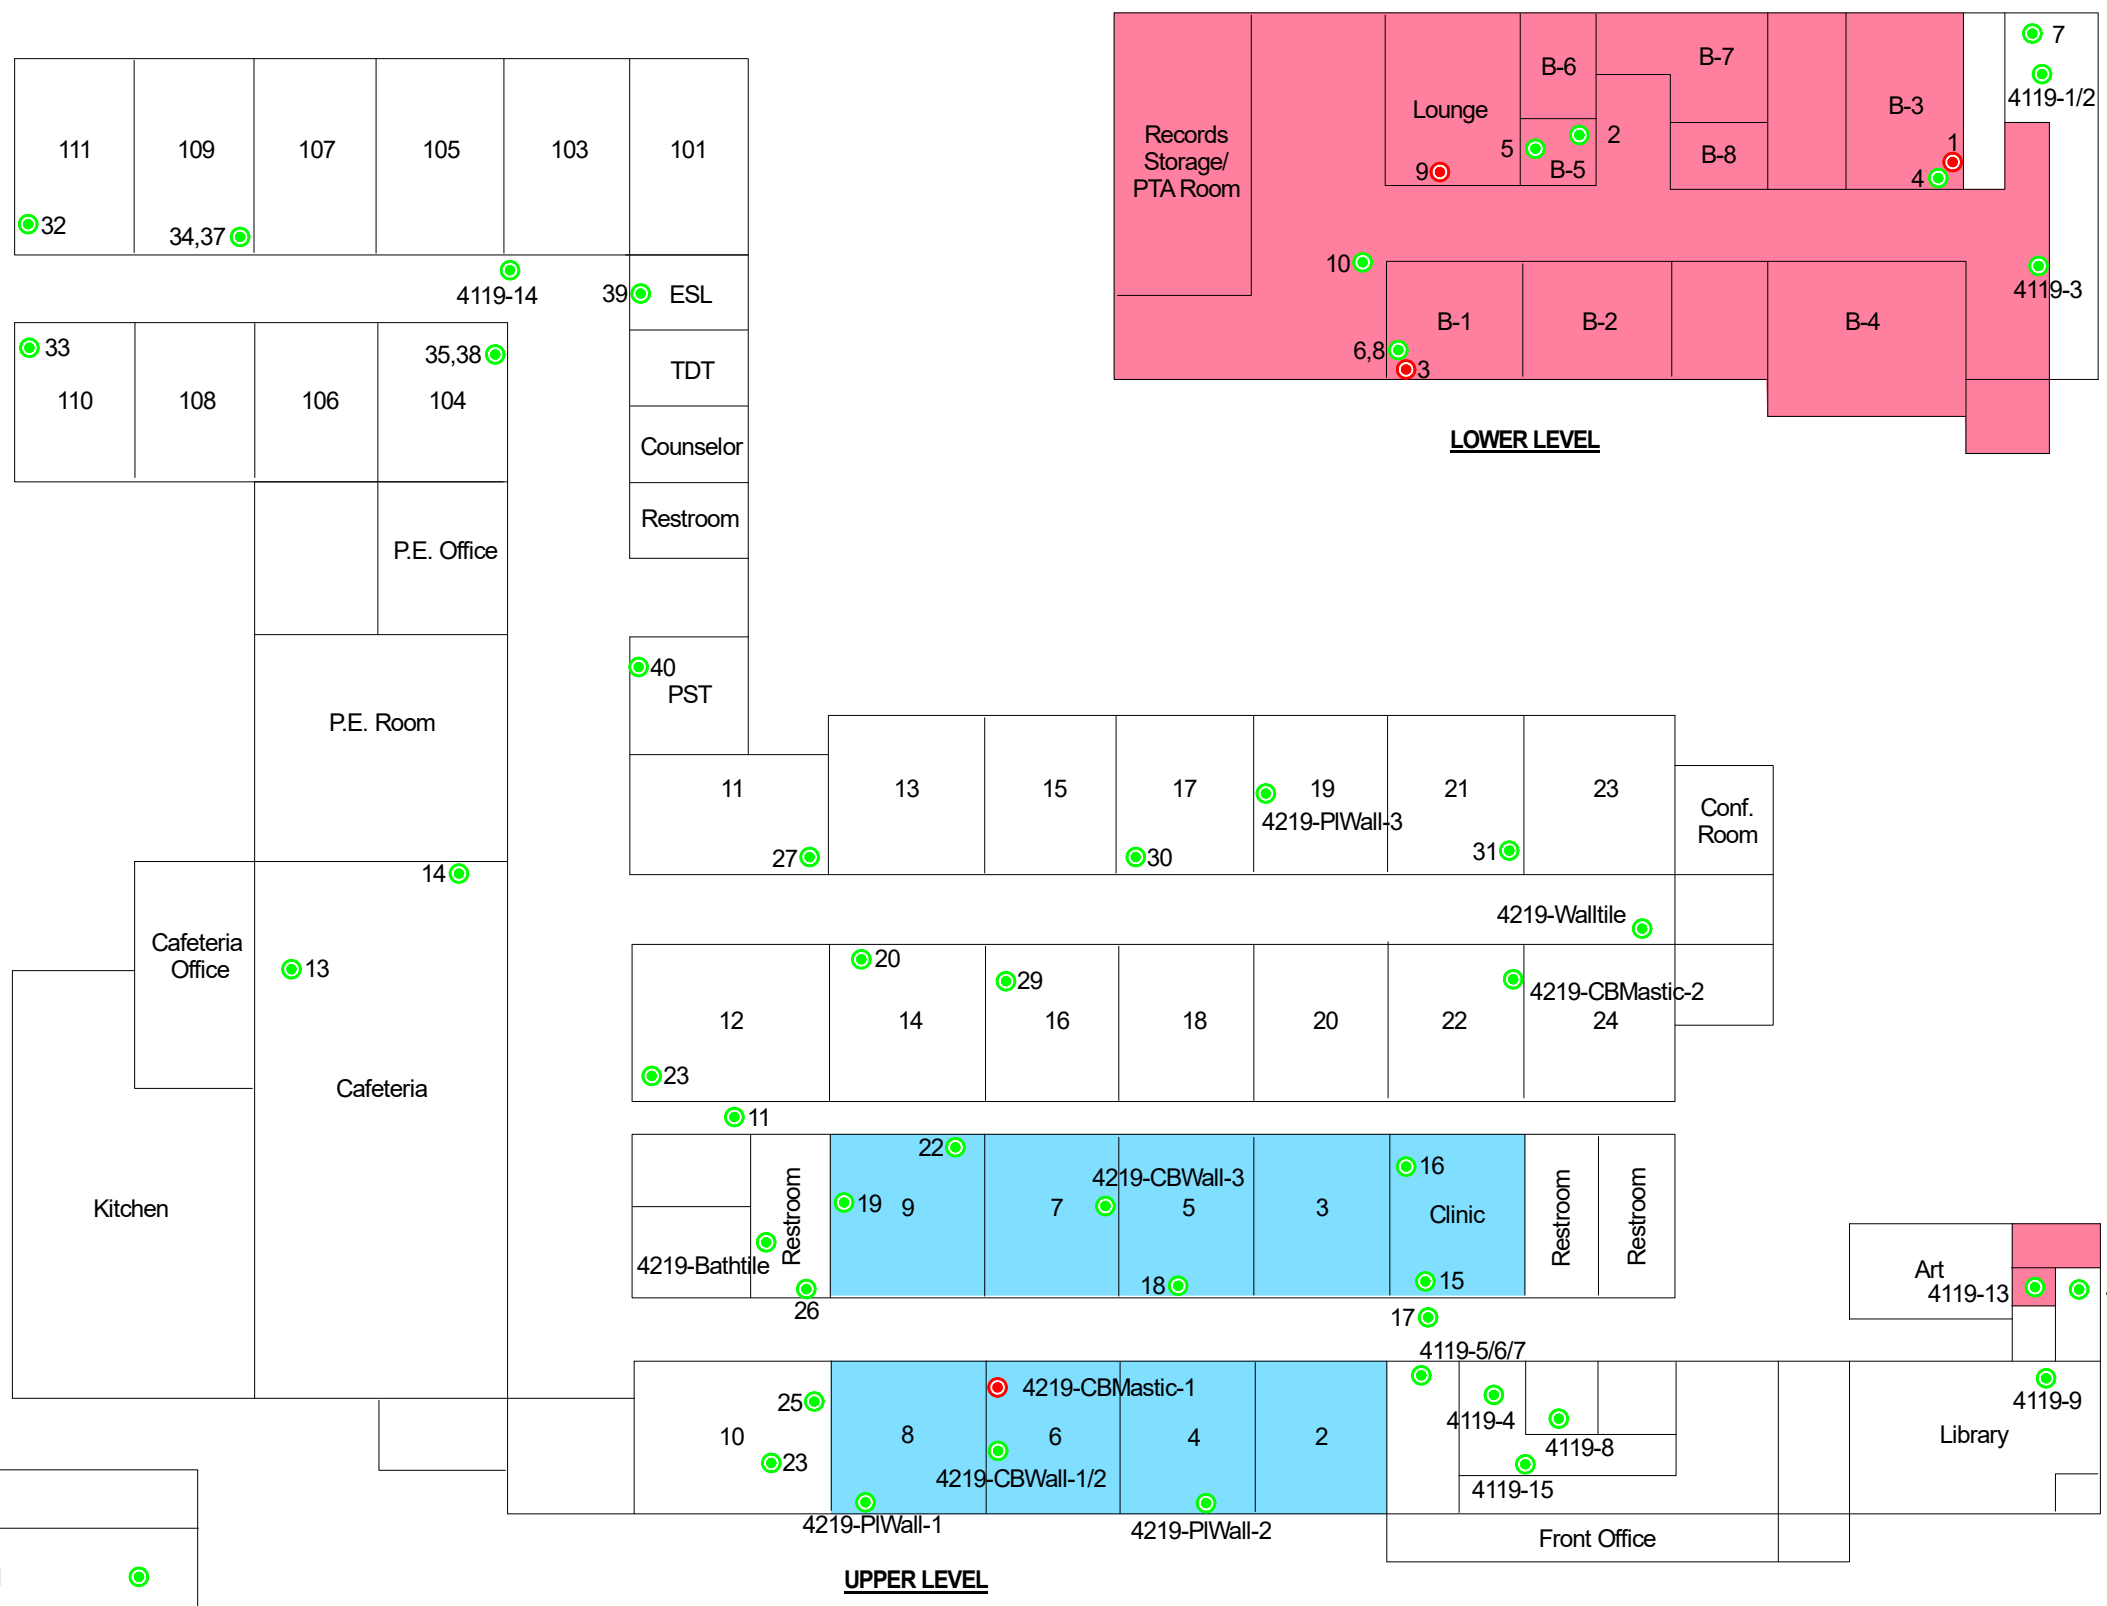 7
4119-1/2
B-6
B-7
B-3
Lounge
Records
Storage/
PTA Room
5
2
B-5
B-8
1
4
9
10
4119-3
B-1
B-2
B-4
6,8
3
LOWER LEVEL
111
109
107
105
103
101
32
34,37
4119-14
39
ESL
33
35,38
TDT
110
108
106
104
Counselor
Restroom
P.E. Office
40
PST
P.E. Room
11
13
15
17
19
21
23
4219-PlWall-3
Conf.
Room
27
30
31
14
4219-Walltile
Cafeteria
Office
13
20
29
4219-CBMastic-2
12
14
16
18
20
22
24
23
Cafeteria
11
22
4219-CBWall-3
16
Restroom
19
9
7
5
3
Clinic
Restroom
Restroom
Kitchen
4219-Bathtile
18
15
26
17
Art
4119-13
4119-5/6/7
25
4219-CBMastic-1
4119-4
4119-9
10
8
6
4
2
4119-8
Library
23
4219-CBWall-1/2
4119-15
4219-PlWall-1
4219-PlWall-2
Front Office
UPPER LEVEL